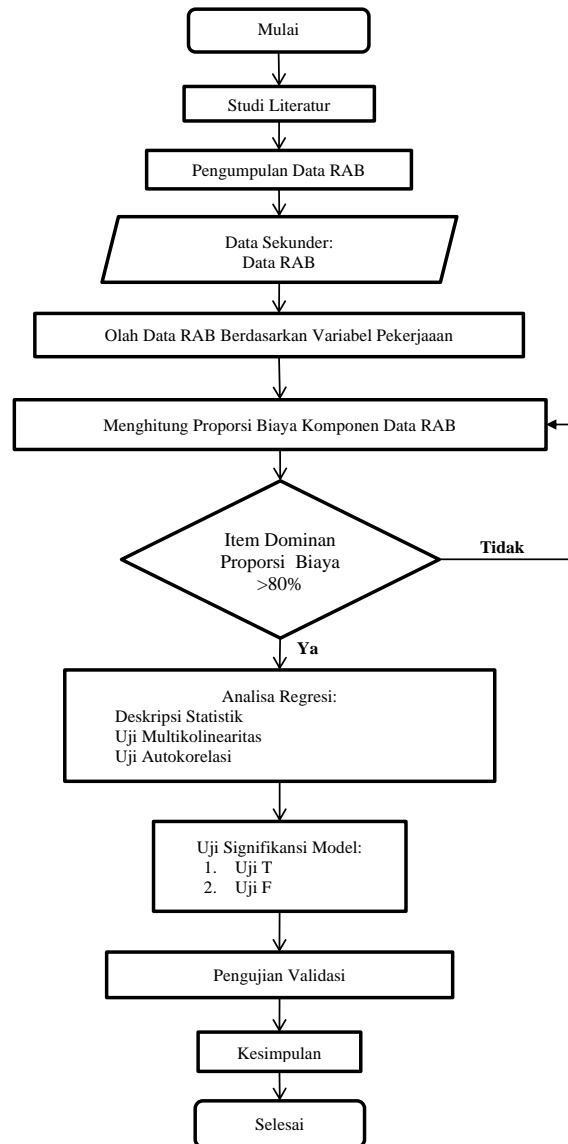 Mulai
Studi Literatur
Pengumpulan Data RAB
Data Sekunder:
Data RAB
Olah Data RAB Berdasarkan Variabel Pekerjaaan
Menghitung Proporsi Biaya Komponen Data RAB
Item Dominan
Proporsi Biaya
>80%
Tidak
Ya
Analisa Regresi:
Deskripsi Statistik
Uji Multikolinearitas
Uji Autokorelasi
Uji Signifikansi Model:
1. Uji T
2. Uji F
Pengujian Validasi
Kesimpulan
Selesai